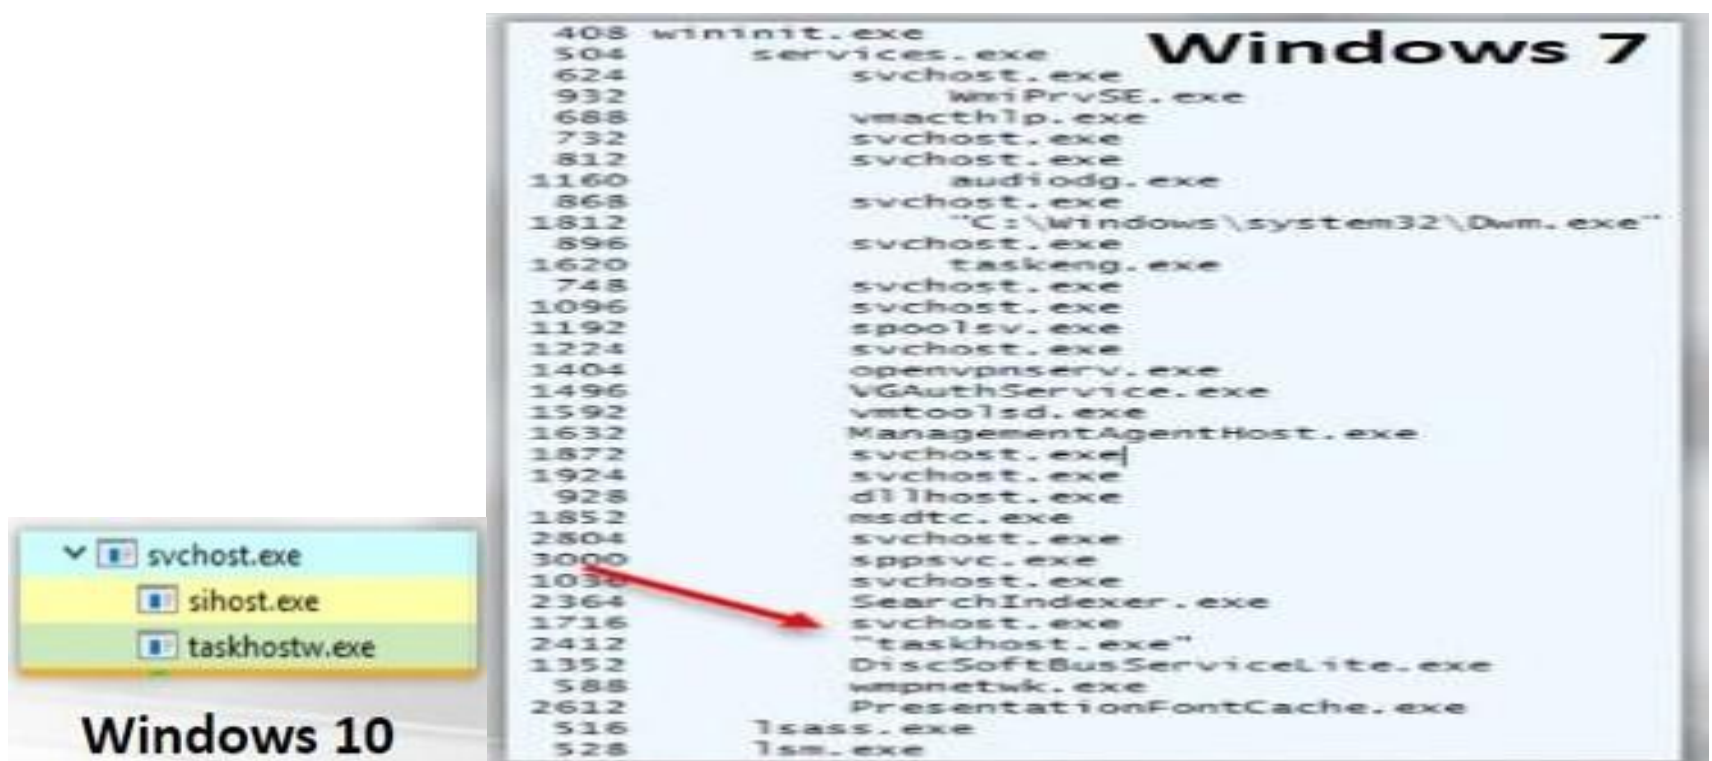 svchost.exe
sihost.exe
taskhostw.exe
Windows 10
Windows 7
408 wininit.exe
504 services.exe
624 svchost.exe
932 WmiPrvSE.exe
688 vmacthlp.exe
732 svchost.exe
812 svchost.exe
1160 audiodg.exe
868 svchost.exe
1812 "C:\Windows\system32\Dwm.exe"
896 svchost.exe
1620 taskeng.exe
748 svchost.exe
1096 svchost.exe
1192 spoolsv.exe
1224 svchost.exe
1404 openvpnserv.exe
1496 VGAuthService.exe
1592 vmtoolsd.exe
1632 ManagementAgentHost.exe
1872 svchost.exe
1924 svchost.exe
928 dllhost.exe
1852 msdtc.exe
2804 svchost.exe
3000 sppsvc.exe
1036 svchost.exe
2364 SearchIndexer.exe
1716 svchost.exe
2412 "taskhost.exe"
1352 DiscSoftBusServiceLite.exe
588 wmpnetwk.exe
2612 PresentationFontCache.exe
516 lsass.exe
528 lsm.exe